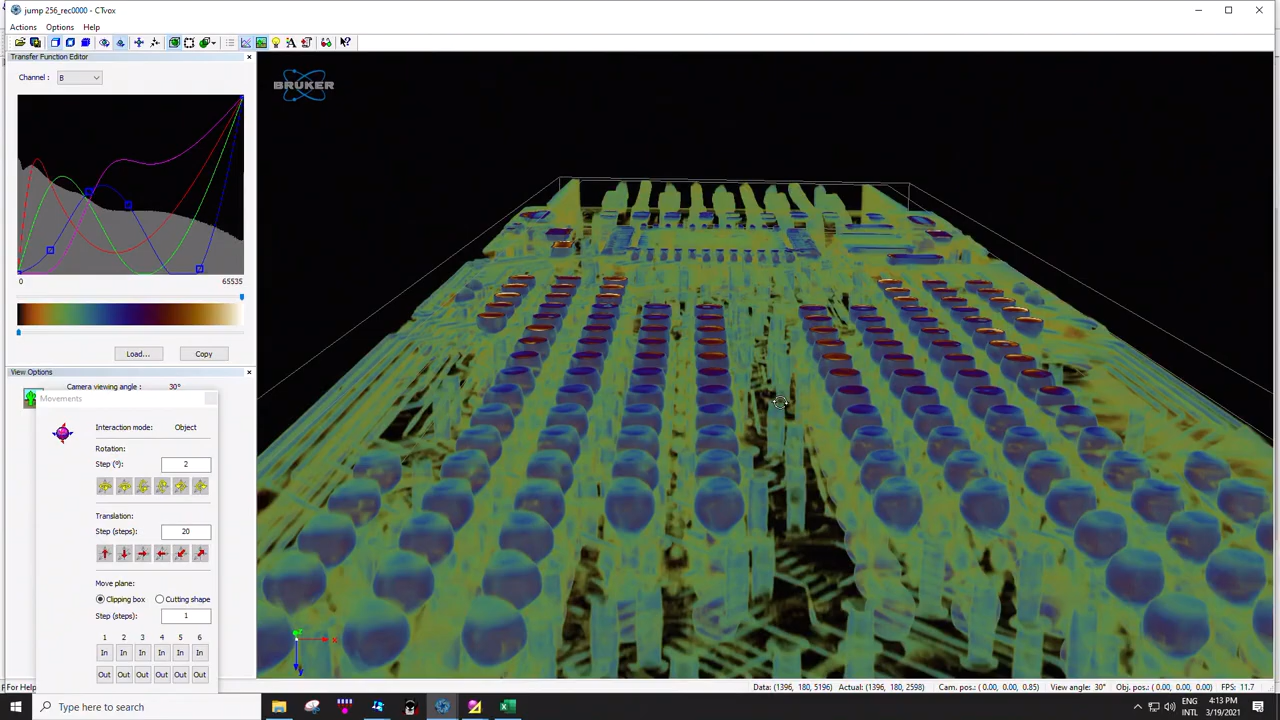 jump 256_rec0000 - CTvox
Actions Options Help
Transfer Function Editor
Channel : B
0 65535
Load... Copy
View Options
Camera viewing angle : 30°
Movements
Interaction mode: Object
Rotation:
Step (º): 2
Translation:
Step (steps): 20
Move plane:
Clipping box Cutting shape
Step (steps): 1
1 2 3 4 5 6
In In In In In In
Out Out Out Out Out Out
BRUKER
z
x
y
For Help
Data: (1396, 180, 5196) Actual: (1396, 180, 2598) Cam. pos.: ( 0.00, 0.00, 0.85) View angle: 30° Obj. pos.: ( 0.00, 0.00, 0.00) FPS: 11.7
Type here to search
ENG
INTL
4:13 PM
3/19/2021